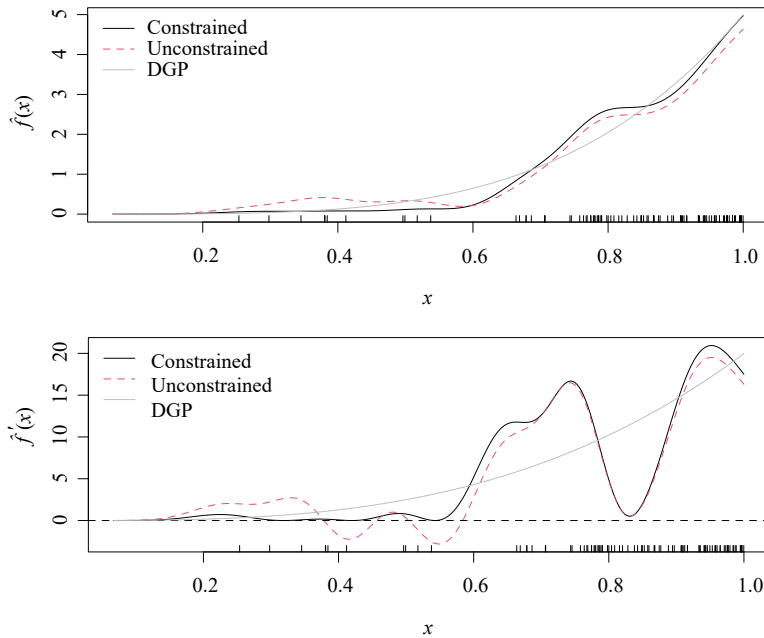 Constrained
Unconstrained
DGP
5
4
3
2
1
0
f̂(x)
0.2 0.4 0.6 0.8 1.0
x
Constrained
Unconstrained
DGP
20
15
10
5
0
f̂′(x)
0.2 0.4 0.6 0.8 1.0
x